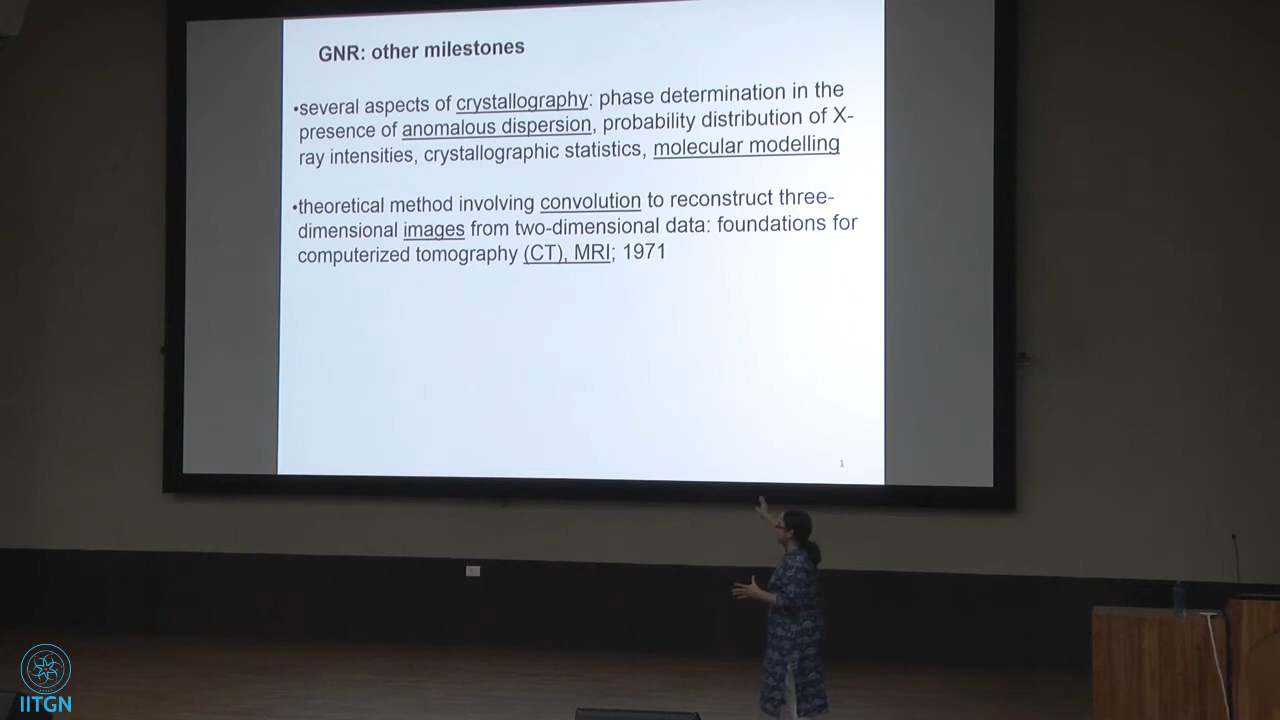 GNR: other milestones
•several aspects of crystallography: phase determination in the
presence of anomalous dispersion, probability distribution of X-
ray intensities, crystallographic statistics, molecular modelling
•theoretical method involving convolution to reconstruct three-
dimensional images from two-dimensional data: foundations for
computerized tomography (CT), MRI; 1971
1
IITGN